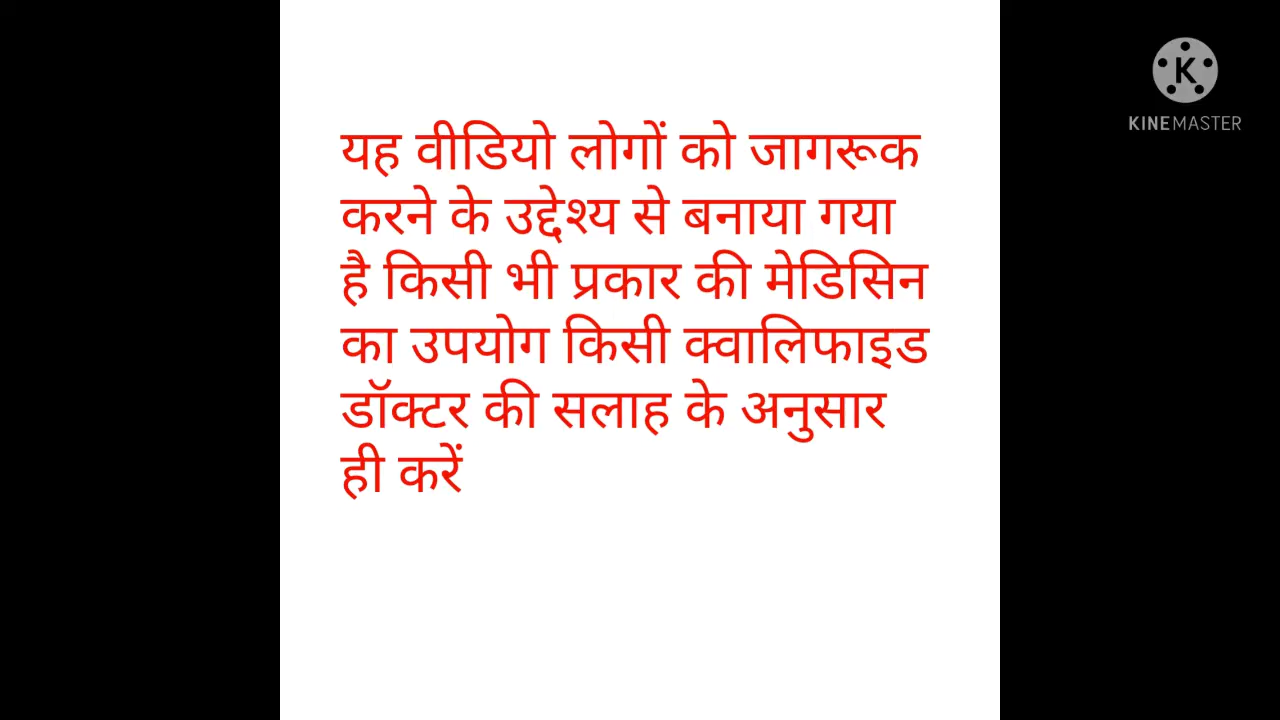 यह वीडियो लोगों को जागरूक
करने के उद्देश्य से बनाया गया
है किसी भी प्रकार की मेडिसिन
का उपयोग किसी क्वालिफाइड
डॉक्टर की सलाह के अनुसार
ही करें
K
KINEMASTER